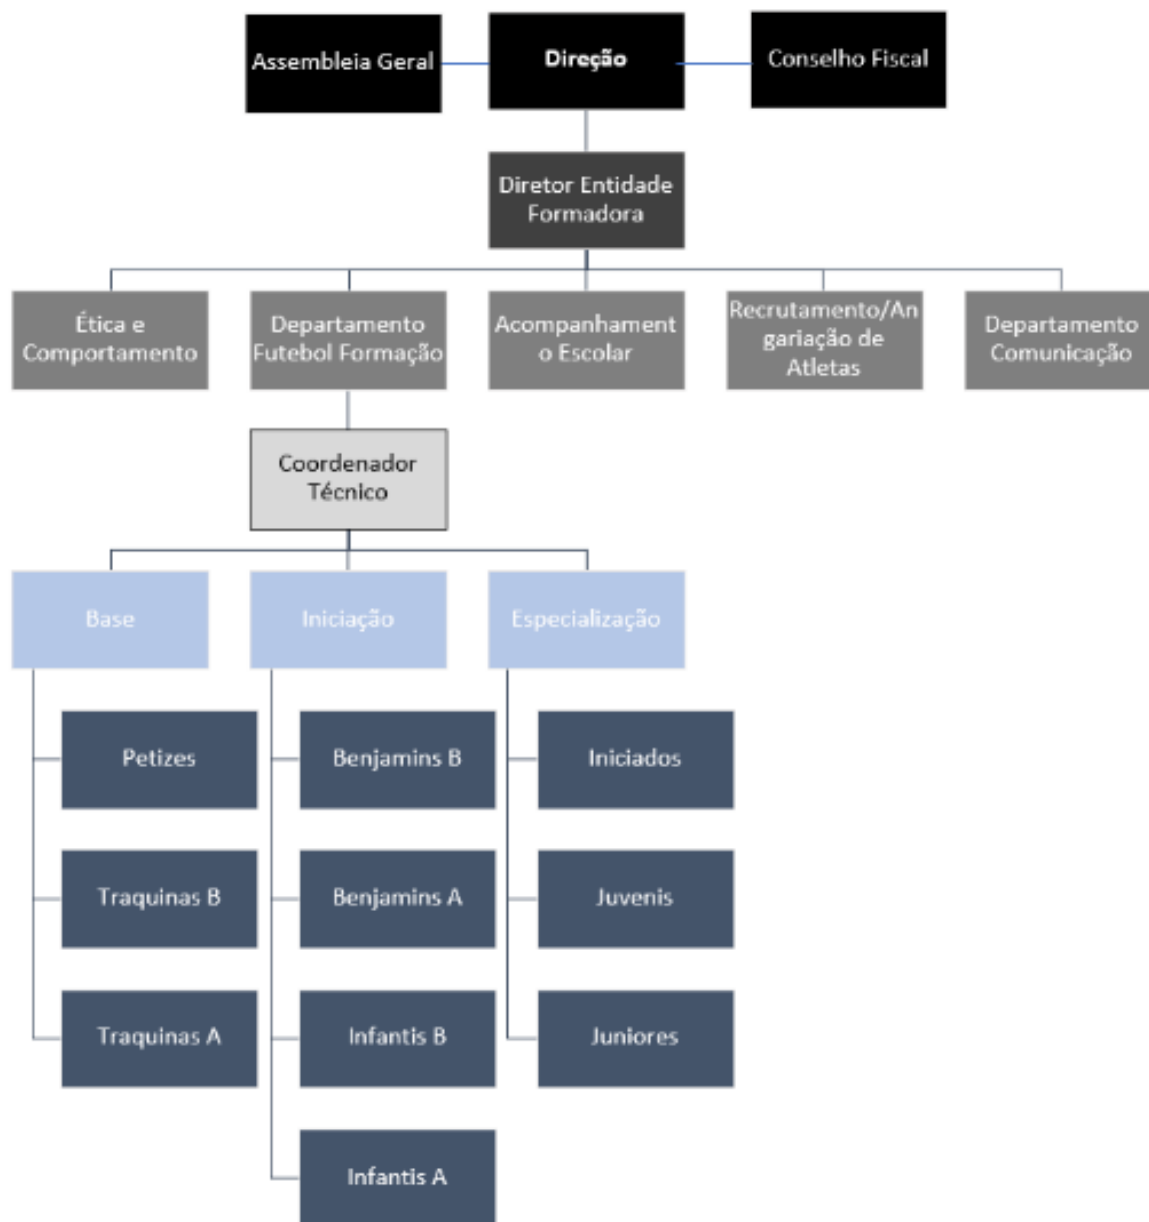 Assembleia Geral
Direção
Conselho Fiscal
Diretor Entidade
Formadora
Ética e
Comportamento
Departamento
Futebol Formação
Acompanhament
o Escolar
Recrutamento/An
gariação de
Atletas
Departamento
Comunicação
Coordenador
Técnico
Base
Iniciação
Especialização
Petizes
Benjamins B
Iniciados
Traquinas B
Benjamins A
Juvenis
Traquinas A
Infantis B
Juniores
Infantis A